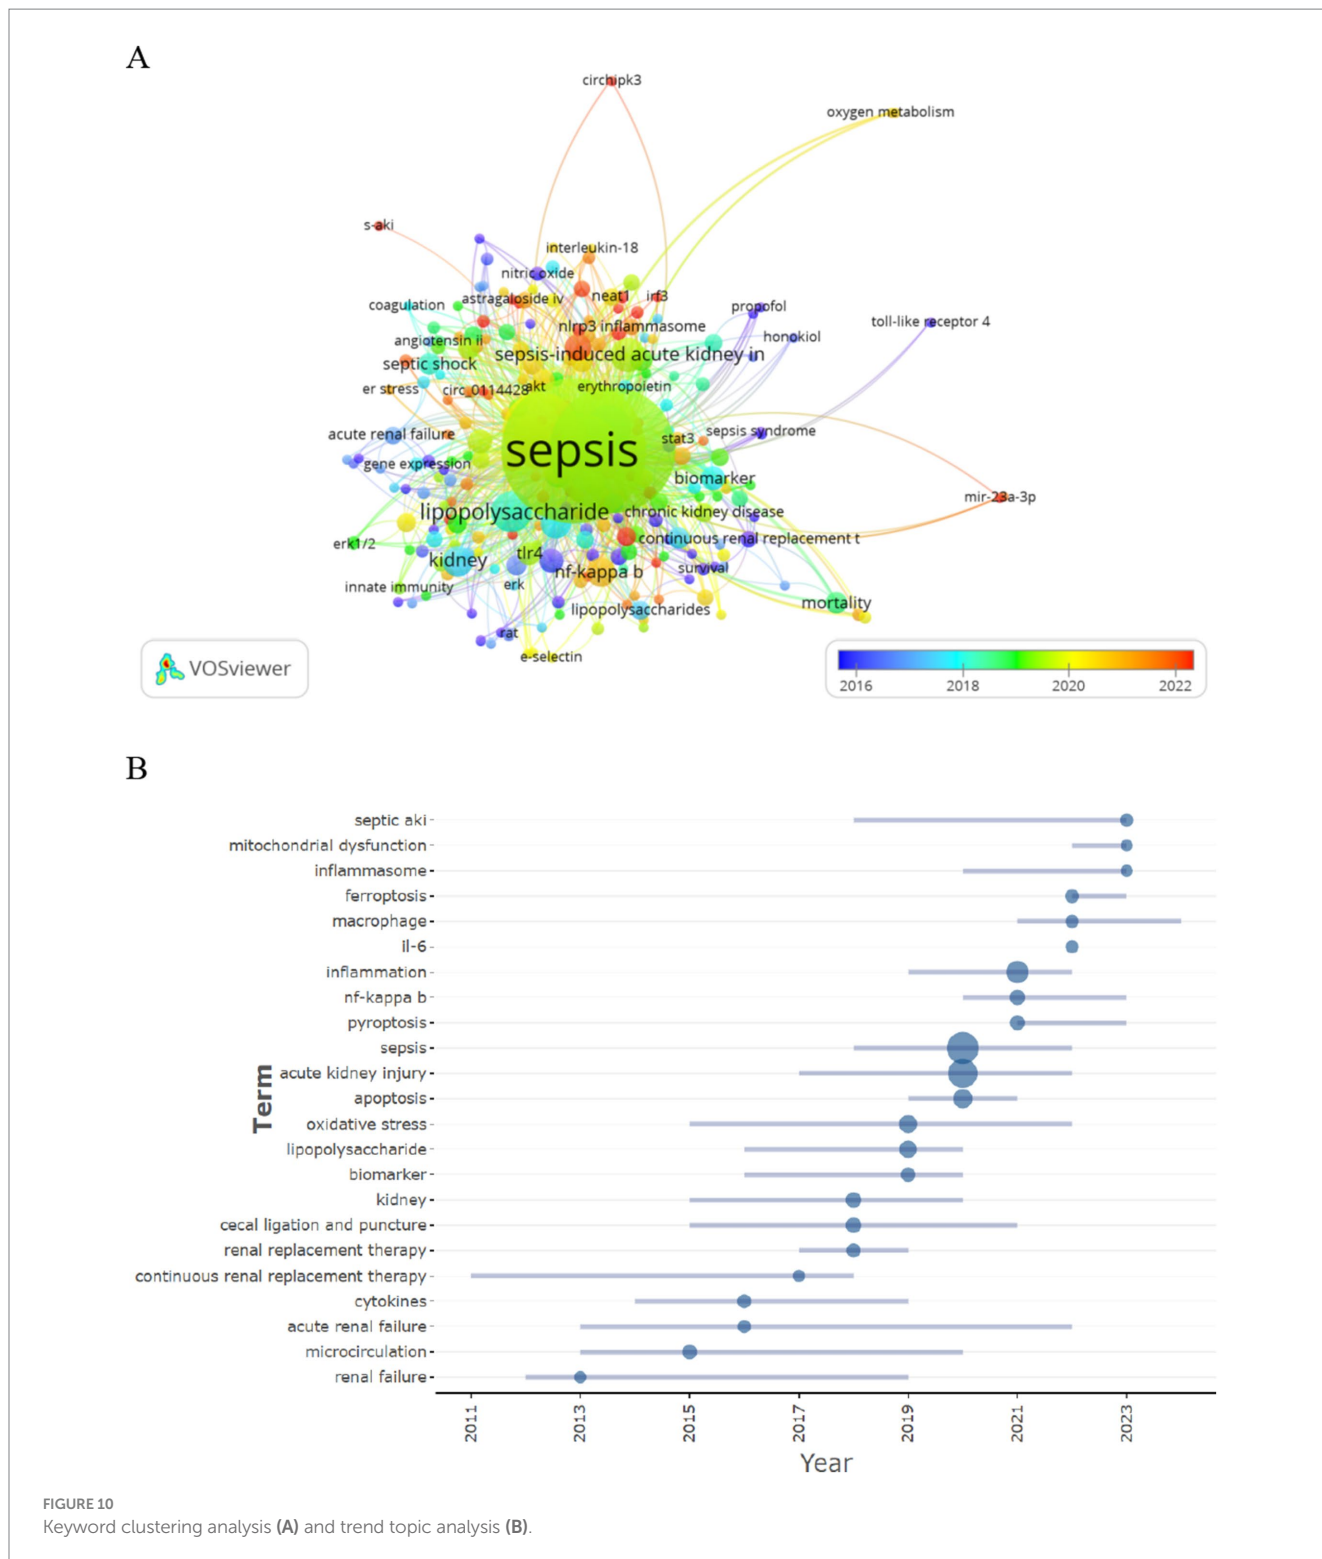 A
circhipk3
oxygen metabolism
s-aki
interleukin-18
nitric oxide
coagulation
astragaloside iv
neat1
irf3
propofol
toll-like receptor 4
nlrp3 inflammasome
honokiol
angiotensin ii
sepsis-induced acute kidney in
septic shock
er stress
circ_0114428
akt
erythropoietin
acute renal failure
sepsis
stat3
sepsis syndrome
gene expression
biomarker
mir-23a-3p
lipopolysaccharide
chronic kidney disease
erk1/2
continuous renal replacement t
kidney
tlr4
nf-kappa b
survival
innate immunity
erk
lipopolysaccharides
mortality
rat
e-selectin
VOSviewer
2016
2018
2020
2022
B
septic aki
mitochondrial dysfunction
inflammasome
ferroptosis
macrophage
il-6
inflammation
nf-kappa b
pyroptosis
sepsis
acute kidney injury
apoptosis
oxidative stress
lipopolysaccharide
biomarker
kidney
cecal ligation and puncture
renal replacement therapy
continuous renal replacement therapy
cytokines
acute renal failure
microcirculation
renal failure
Term
2011
2013
2015
2017
2019
2021
2023
Year
FIGURE 10
Keyword clustering analysis (A) and trend topic analysis (B).